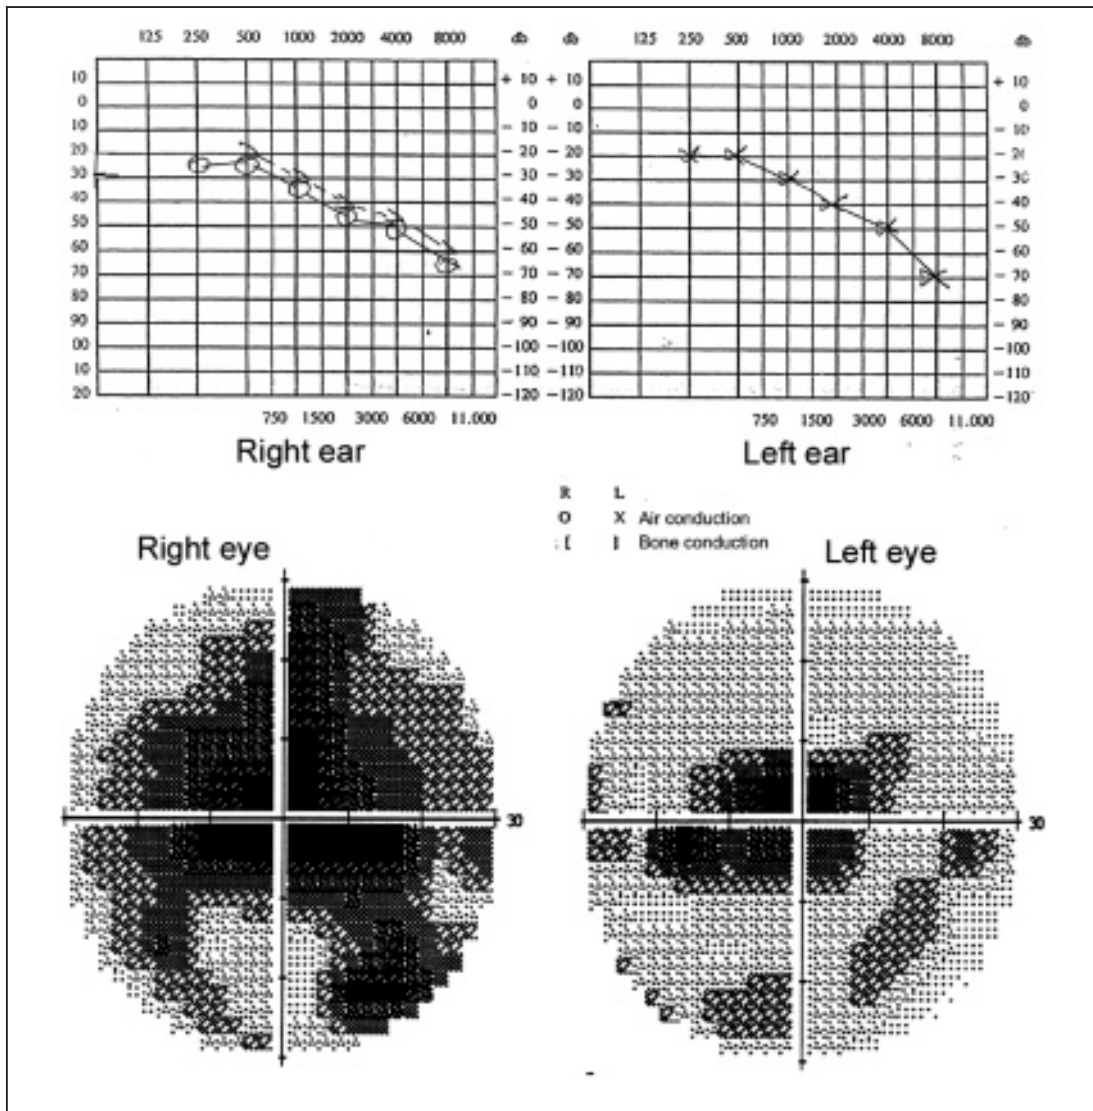 125 250 500 1000 2000 4000 8000 db db 125 250 500 1000 2000 4000 8000 db
10 + 10 + 10 + 10
0 0 0 0
10 - 10 - 10 - 10
20 - 20 - 20 - 20
30 - 30 - 30 - 30
40 - 40 - 40 - 40
50 - 50 - 50 - 50
60 - 60 - 60 - 60
70 - 70 - 70 - 70
80 - 80 - 80 - 80
90 - 90 - 90 - 90
00 -100 -100 -100
10 -110 -110 -110
20 -120 -120 -120
750 1500 3000 6000 11.000 750 1500 3000 6000 11.000
Right ear Left ear
R L
O X Air conduction
[ ] Bone conduction
Right eye Left eye
30 30